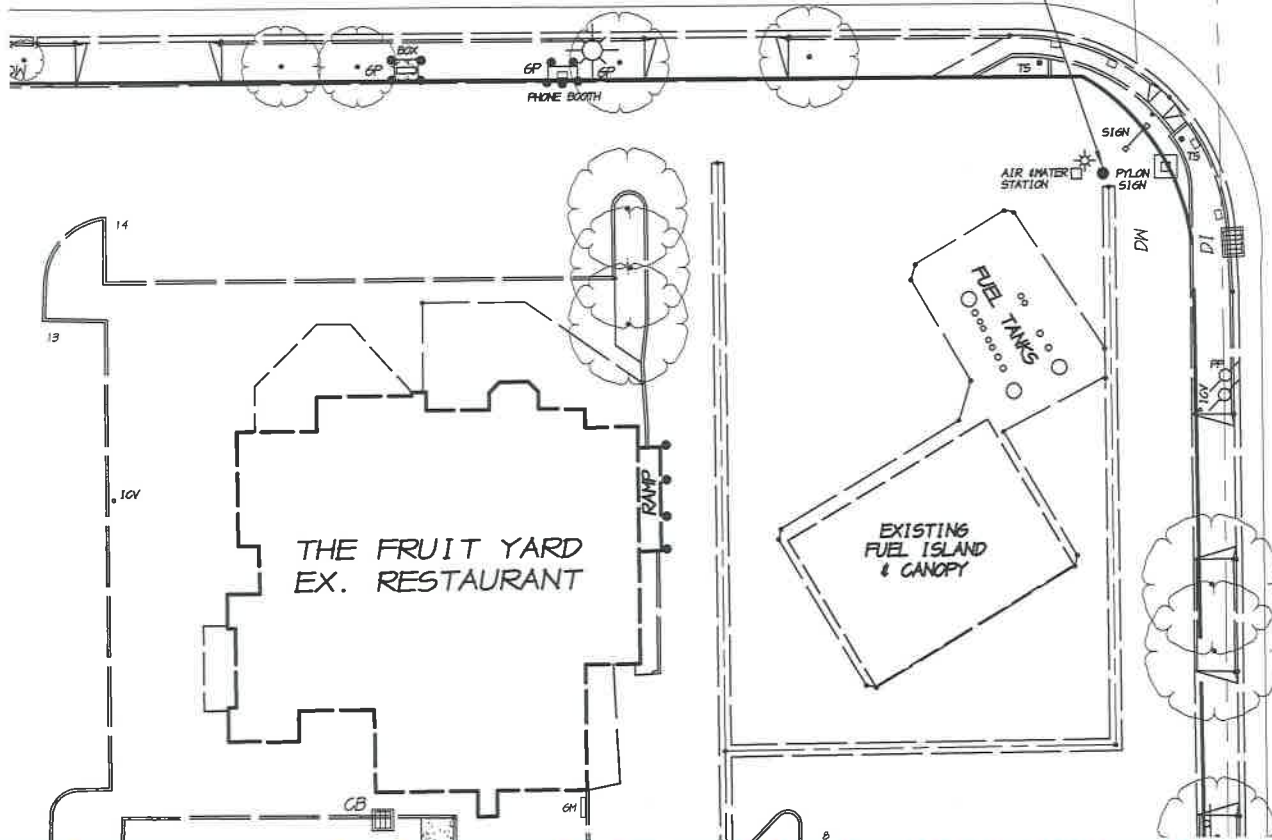 BOX
GP
GP
GP
PHONE BOOTH
TS
SIGN
TS
AIR & WATER
STATION
PYLON
SIGN
14
DM
DI
13
FUEL TANKS
ICV
ICV
RAMP
THE FRUIT YARD
EX. RESTAURANT
EXISTING
FUEL ISLAND
& CANOPY
CB
GM
8